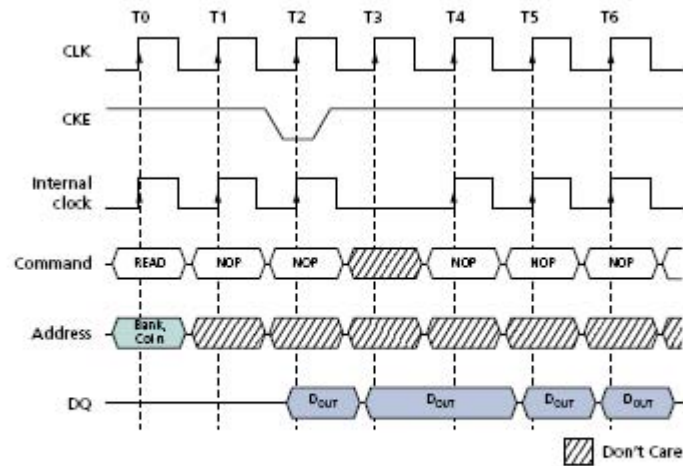 T0 T1 T2 T3 T4 T5 T6
CLK
CKE
Internal
clock
Command READ NOP NOP NOP NOP NOP
Address Bank,
Col n
DQ DOUT DOUT DOUT DOUT
Don't Care